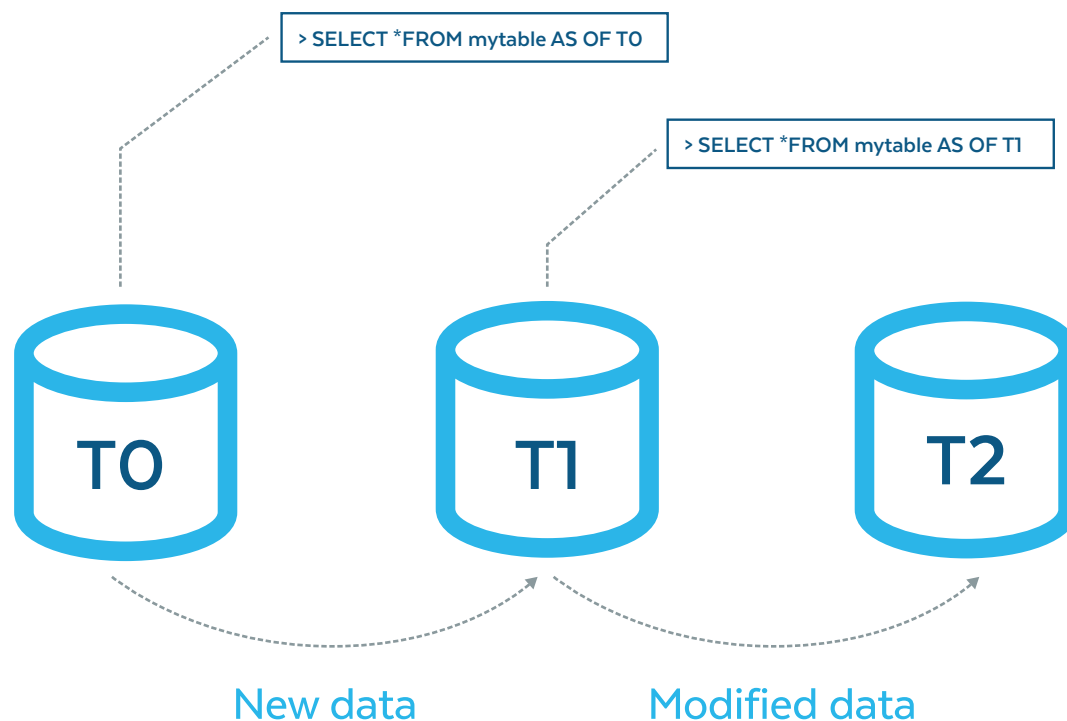 > SELECT *FROM mytable AS OF T0
> SELECT *FROM mytable AS OF T1
T0
T1
T2
New data
Modified data